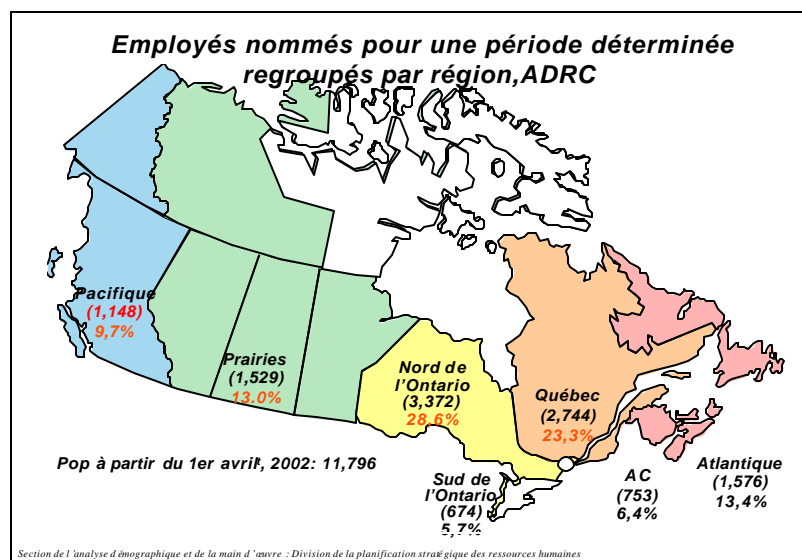 Employés nommés pour une période déterminée
regroupés par région,ADRC
Pacifique
(1,148)
9,7%
Prairies
(1,529)
13.0%
Nord de
l'Ontario
(3,372)
28,6%
Québec
(2,744)
23,3%
Pop à partir du 1er avril, 2002: 11,796
Sud de
l'Ontario
(674)
5,7%
AC
(753)
6,4%
Atlantique
(1,576)
13,4%
Section de l'analyse démographique et de la main d'œuvre : Division de la planification stratégique des ressources humaines